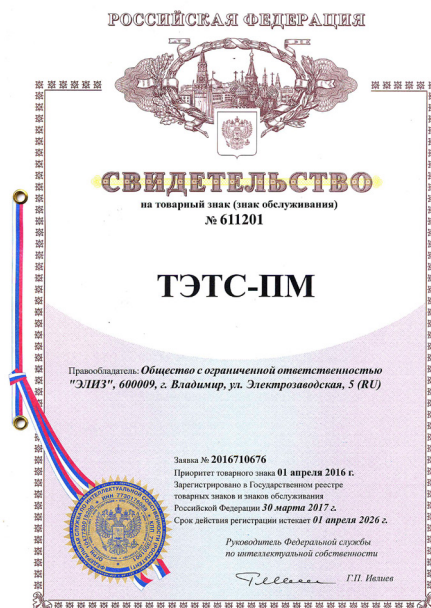 РОССИЙСКАЯ ФЕДЕРАЦИЯ
СВИДЕТЕЛЬСТВО
на товарный знак (знак обслуживания)
№ 611201
ТЭТС-ПМ
Правообладатель: Общество с ограниченной ответственностью
"ЭЛИЗ", 600009, г. Владимир, ул. Электрозаводская, 5 (RU)
Заявка № 2016710676
Приоритет товарного знака 01 апреля 2016 г.
Зарегистрировано в Государственном реестре
товарных знаков и знаков обслуживания
Российской Федерации 30 марта 2017 г.
Срок действия регистрации истекает 01 апреля 2026 г.
Руководитель Федеральной службы
по интеллектуальной собственности
Г.П. Ивлиев